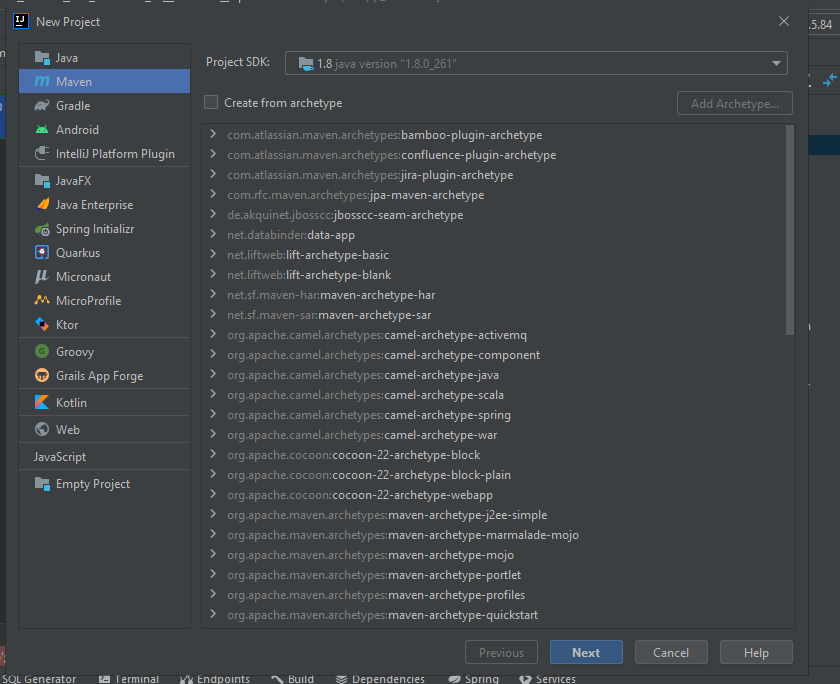 New Project
5.84
Java
Maven
Gradle
Android
IntelliJ Platform Plugin
JavaFX
Java Enterprise
Spring Initializr
Quarkus
Micronaut
MicroProfile
Ktor
Groovy
Grails App Forge
Kotlin
Web
JavaScript
Empty Project
Project SDK: 1.8 java version "1.8.0_261"
Create from archetype Add Archetype...
com.atlassian.maven.archetypes:bamboo-plugin-archetype
com.atlassian.maven.archetypes:confluence-plugin-archetype
com.atlassian.maven.archetypes:jira-plugin-archetype
com.rfc.maven.archetypes:jpa-maven-archetype
de.akquinet.jbosscc:jbosscc-seam-archetype
net.databinder:data-app
net.liftweb:lift-archetype-basic
net.liftweb:lift-archetype-blank
net.sf.maven-har:maven-archetype-har
net.sf.maven-sar:maven-archetype-sar
org.apache.camel.archetypes:camel-archetype-activemq
org.apache.camel.archetypes:camel-archetype-component
org.apache.camel.archetypes:camel-archetype-java
org.apache.camel.archetypes:camel-archetype-scala
org.apache.camel.archetypes:camel-archetype-spring
org.apache.camel.archetypes:camel-archetype-war
org.apache.cocoon:cocoon-22-archetype-block
org.apache.cocoon:cocoon-22-archetype-block-plain
org.apache.cocoon:cocoon-22-archetype-webapp
org.apache.maven.archetypes:maven-archetype-j2ee-simple
org.apache.maven.archetypes:maven-archetype-marmalade-mojo
org.apache.maven.archetypes:maven-archetype-mojo
org.apache.maven.archetypes:maven-archetype-portlet
org.apache.maven.archetypes:maven-archetype-profiles
org.apache.maven.archetypes:maven-archetype-quickstart
Previous Next Cancel Help
SQL Generator Terminal Endpoints Build Dependencies Spring Services